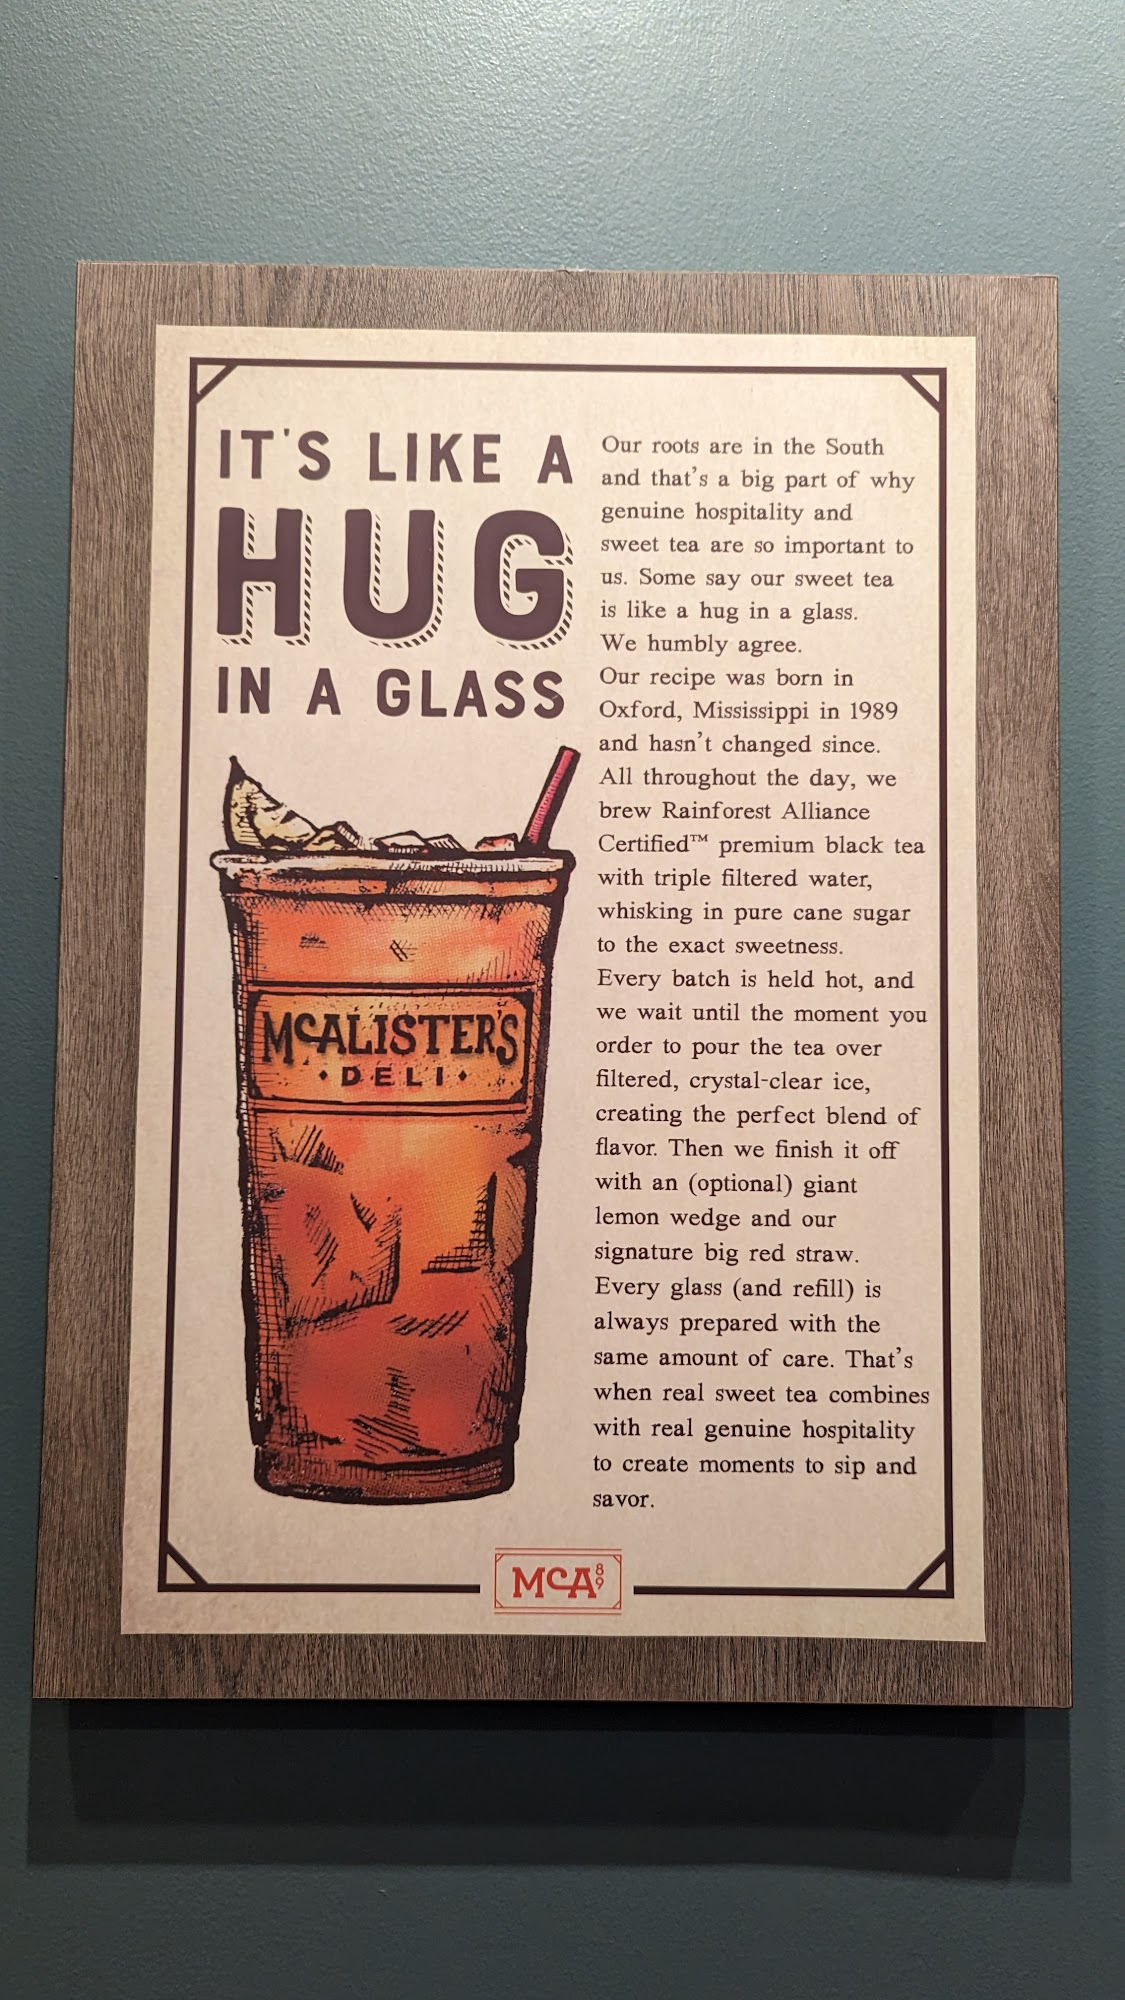 IT'S LIKE A
HUG
IN A GLASS
McALISTER'S
• DELI •
Our roots are in the South
and that's a big part of why
genuine hospitality and
sweet tea are so important to
us. Some say our sweet tea
is like a hug in a glass.
We humbly agree.
Our recipe was born in
Oxford, Mississippi in 1989
and hasn't changed since.
All throughout the day, we
brew Rainforest Alliance
Certified™ premium black tea
with triple filtered water,
whisking in pure cane sugar
to the exact sweetness.
Every batch is held hot, and
we wait until the moment you
order to pour the tea over
filtered, crystal-clear ice,
creating the perfect blend of
flavor. Then we finish it off
with an (optional) giant
lemon wedge and our
signature big red straw.
Every glass (and refill) is
always prepared with the
same amount of care. That's
when real sweet tea combines
with real genuine hospitality
to create moments to sip and
savor.
McA 89